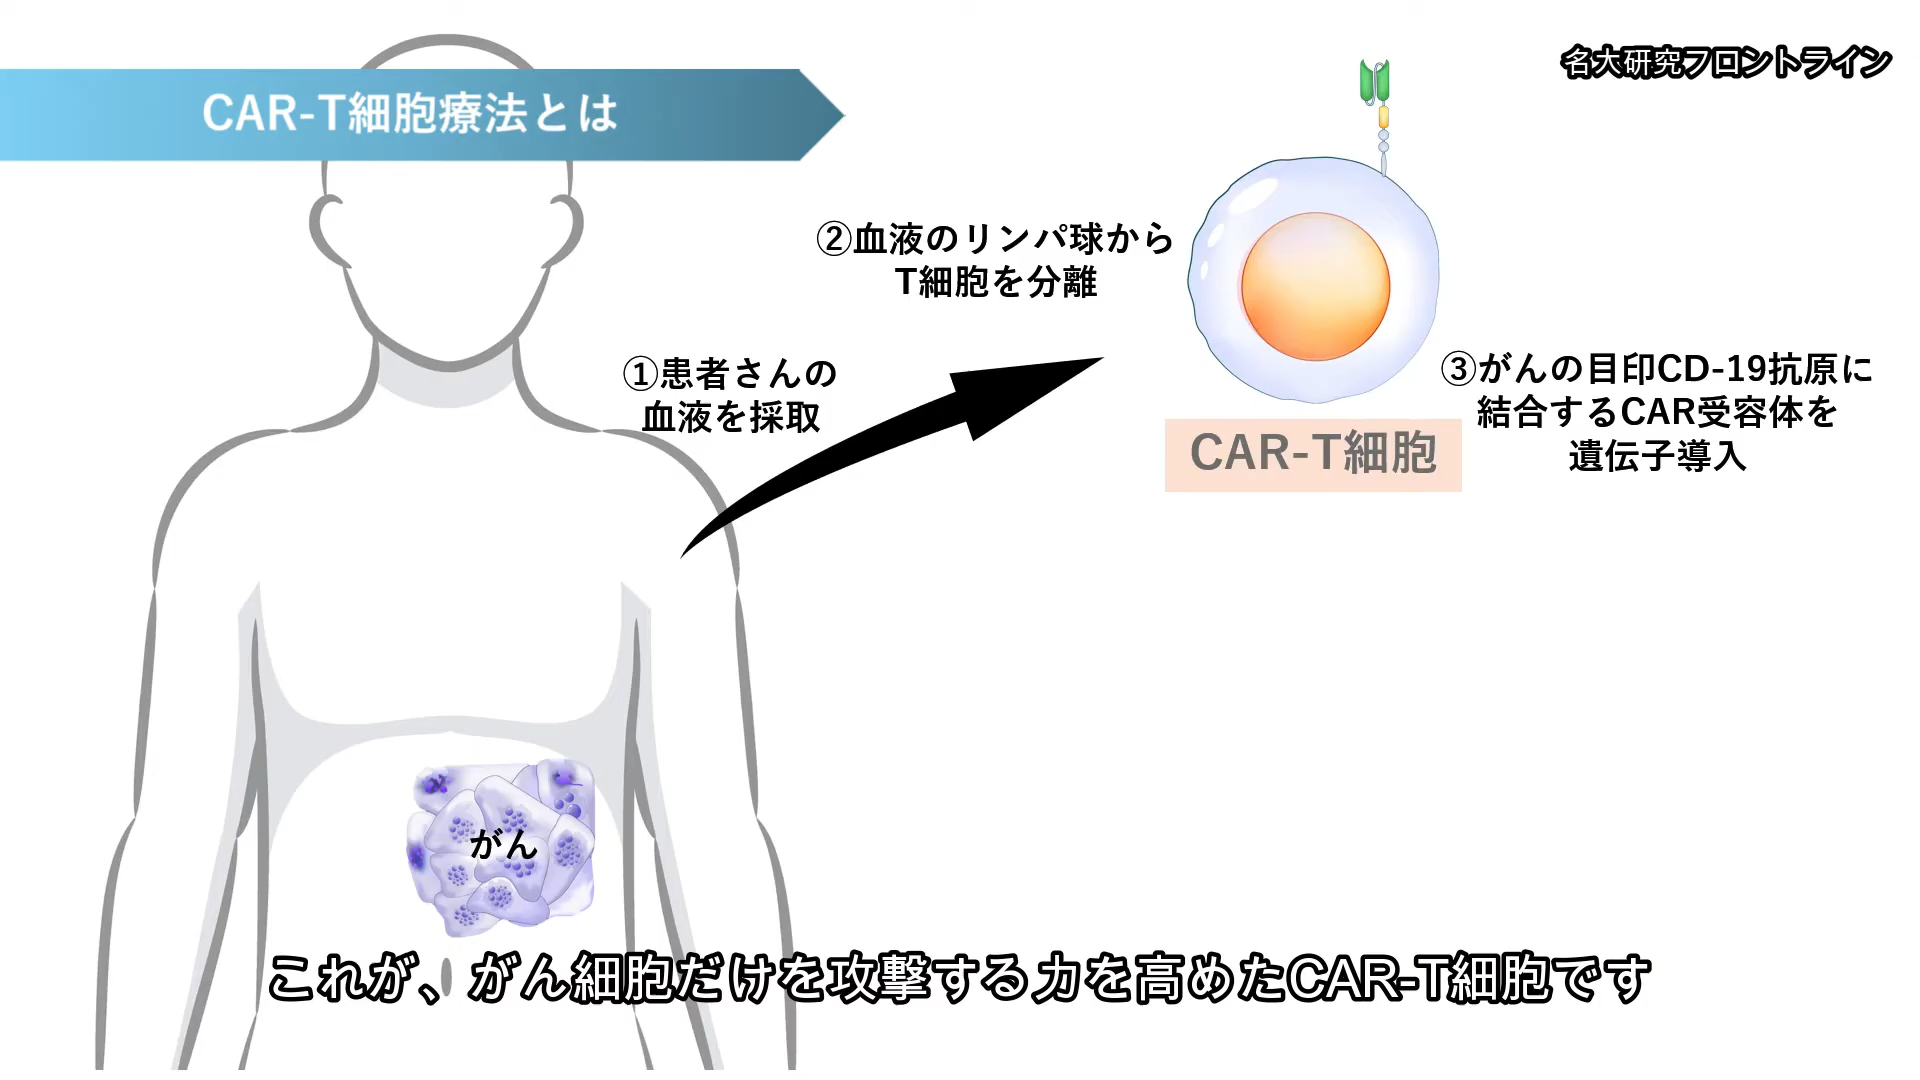 名大研究フロントライン
CAR-T細胞療法とは
②血液のリンパ球から
T細胞を分離
①患者さんの
血液を採取
③がんの目印CD-19抗原に
結合するCAR受容体を
遺伝子導入
CAR-T細胞
がん
これが、がん細胞だけを攻撃する力を高めたCAR-T細胞です